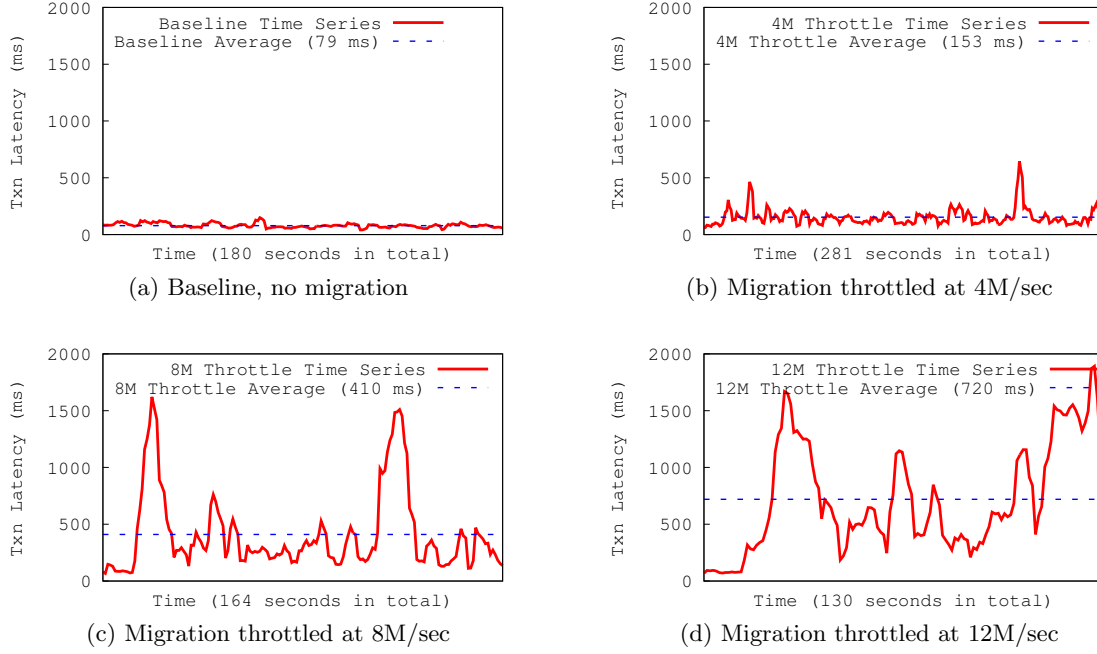 Baseline Time Series
Baseline Average (79 ms)
2000
1500
1000
500
0
Txn Latency (ms)
Time (180 seconds in total)
(a) Baseline, no migration
4M Throttle Time Series
4M Throttle Average (153 ms)
2000
1500
1000
500
0
Txn Latency (ms)
Time (281 seconds in total)
(b) Migration throttled at 4M/sec
8M Throttle Time Series
8M Throttle Average (410 ms)
2000
1500
1000
500
0
Txn Latency (ms)
Time (164 seconds in total)
(c) Migration throttled at 8M/sec
12M Throttle Time Series
12M Throttle Average (720 ms)
2000
1500
1000
500
0
Txn Latency (ms)
Time (130 seconds in total)
(d) Migration throttled at 12M/sec